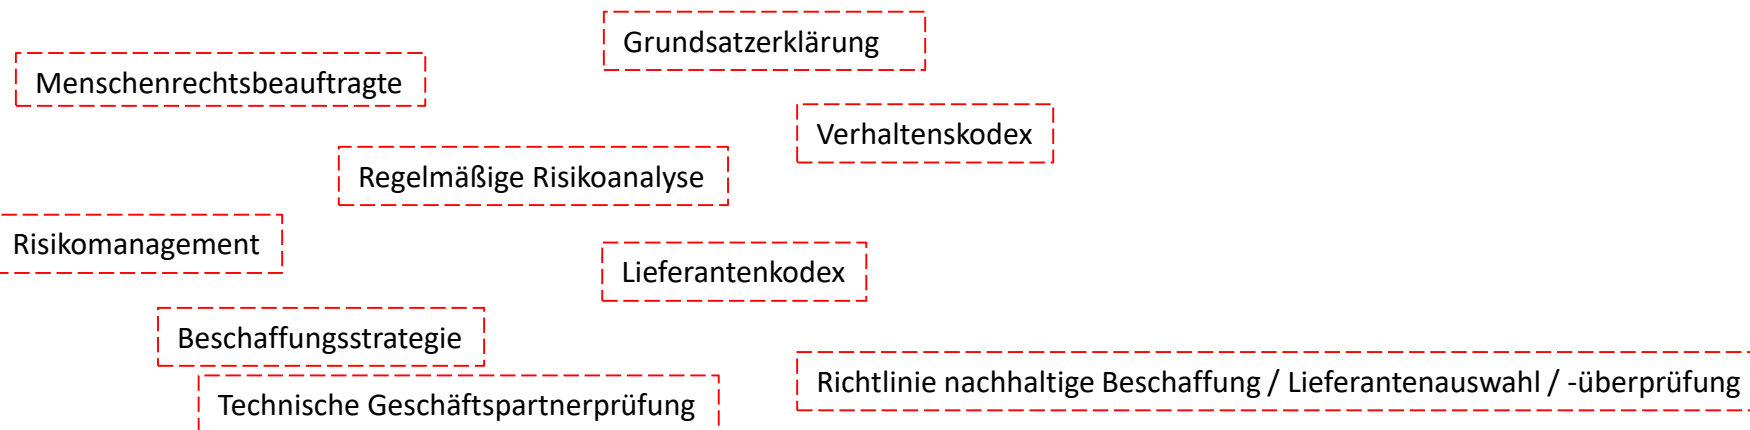 Grundsatzerklärung
Menschenrechtsbeauftragte
Verhaltenskodex
Regelmäßige Risikoanalyse
Risikomanagement
Lieferantenkodex
Beschaffungsstrategie
Richtlinie nachhaltige Beschaffung / Lieferantenauswahl / -überprüfung
Technische Geschäftspartnerprüfung